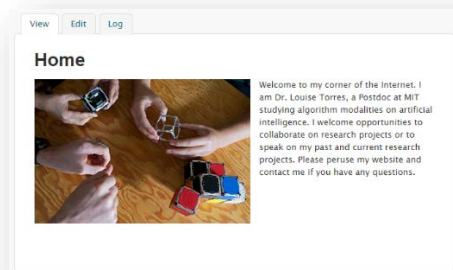 View Edit Log
Home
Welcome to my corner of the Internet. I
am Dr. Louise Torres, a Postdoc at MIT
studying algorithm modalities on artificial
intelligence. I welcome opportunities to
collaborate on research projects or to
speak on my past and current research
projects. Please peruse my website and
contact me if you have any questions.